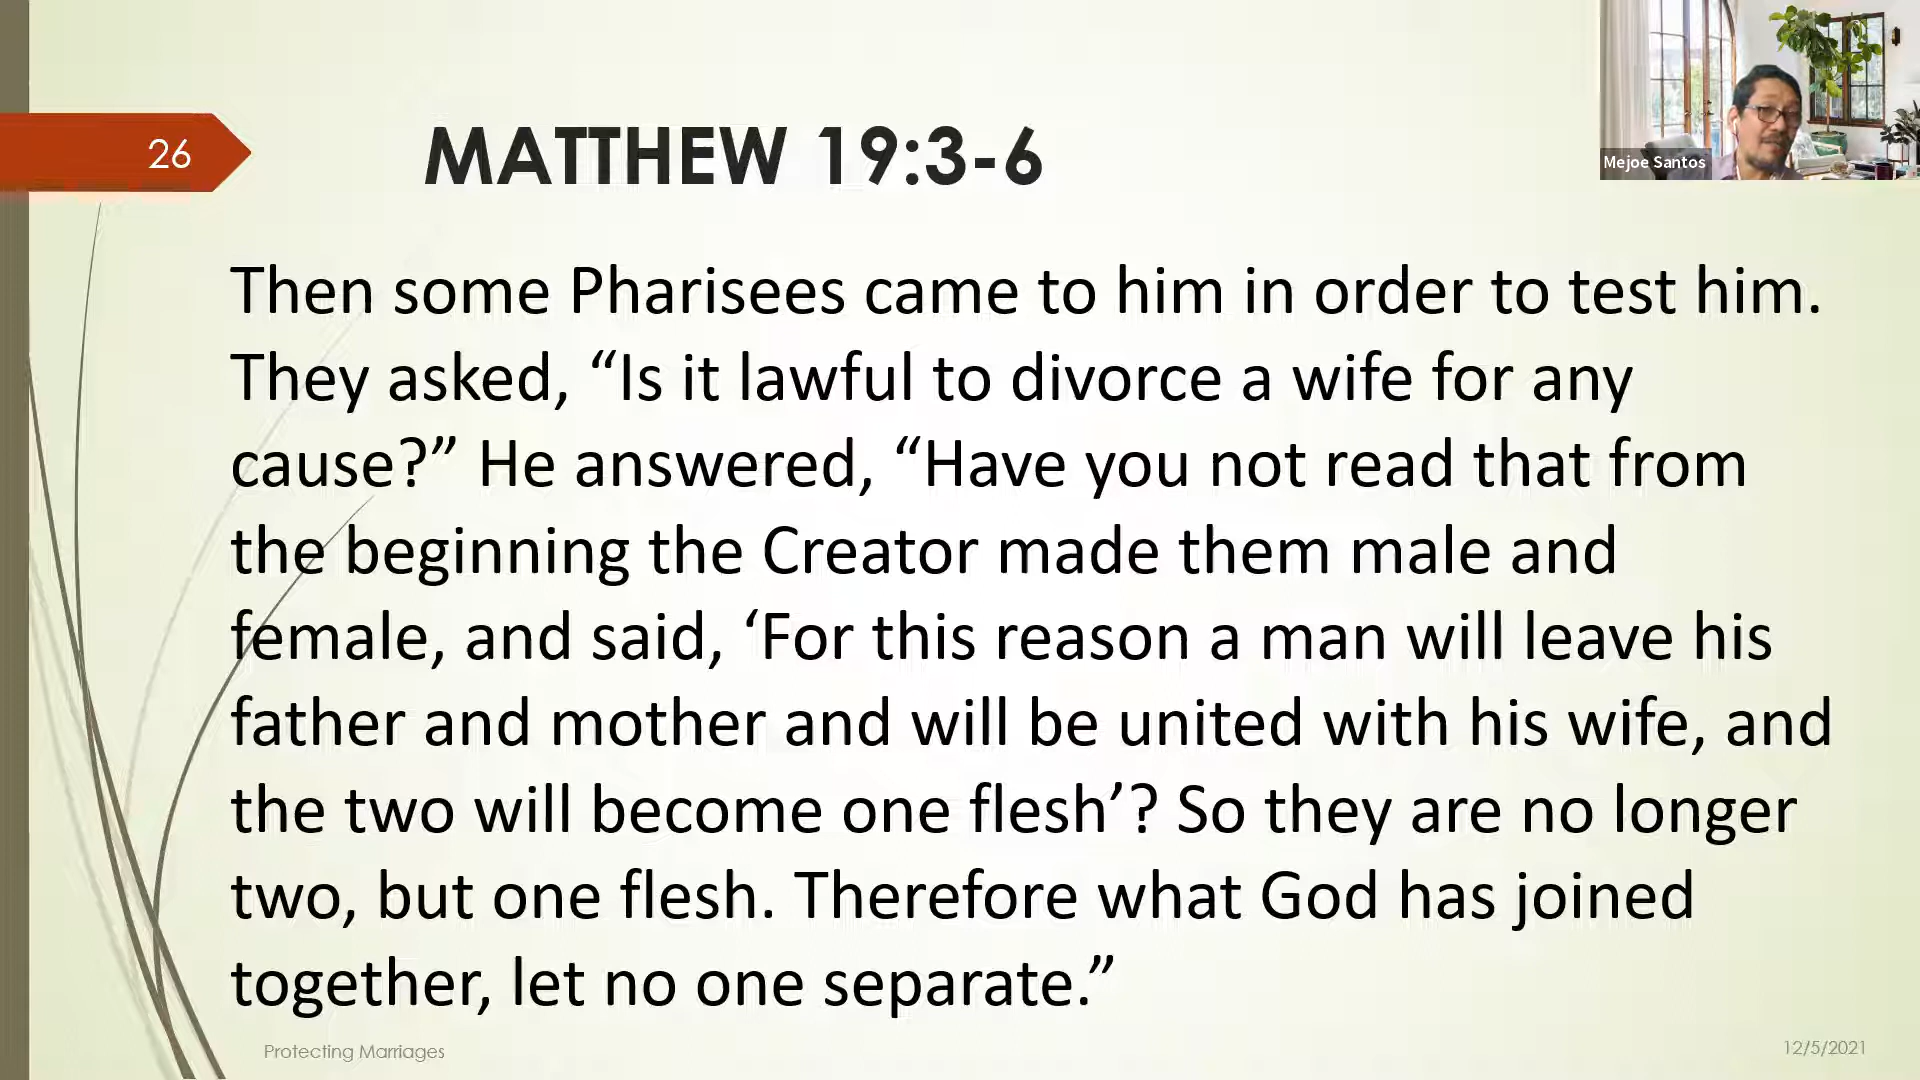 26
MATTHEW 19:3-6
Mejoe Santos
Then some Pharisees came to him in order to test him.
They asked, “Is it lawful to divorce a wife for any
cause?” He answered, “Have you not read that from
the beginning the Creator made them male and
female, and said, ‘For this reason a man will leave his
father and mother and will be united with his wife, and
the two will become one flesh’? So they are no longer
two, but one flesh. Therefore what God has joined
together, let no one separate.”
Protecting Marriages
12/5/2021